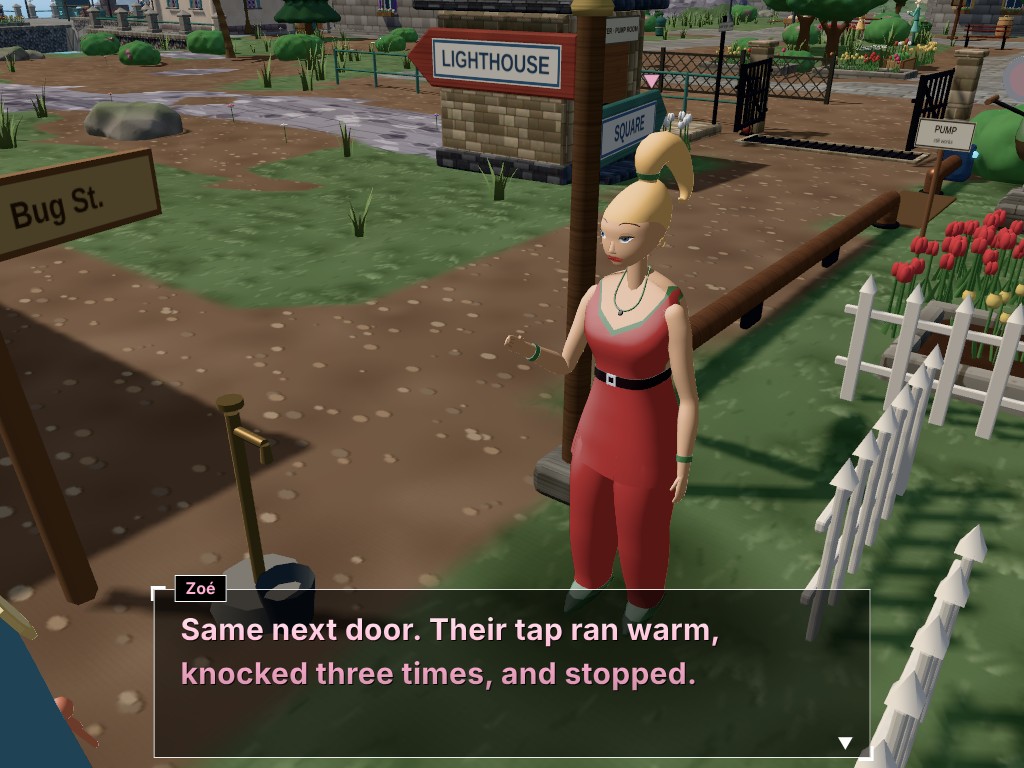 LIGHTHOUSE
SQUARE
PUMP
Bug St.
Zoé
Same next door. Their tap ran warm,
knocked three times, and stopped.